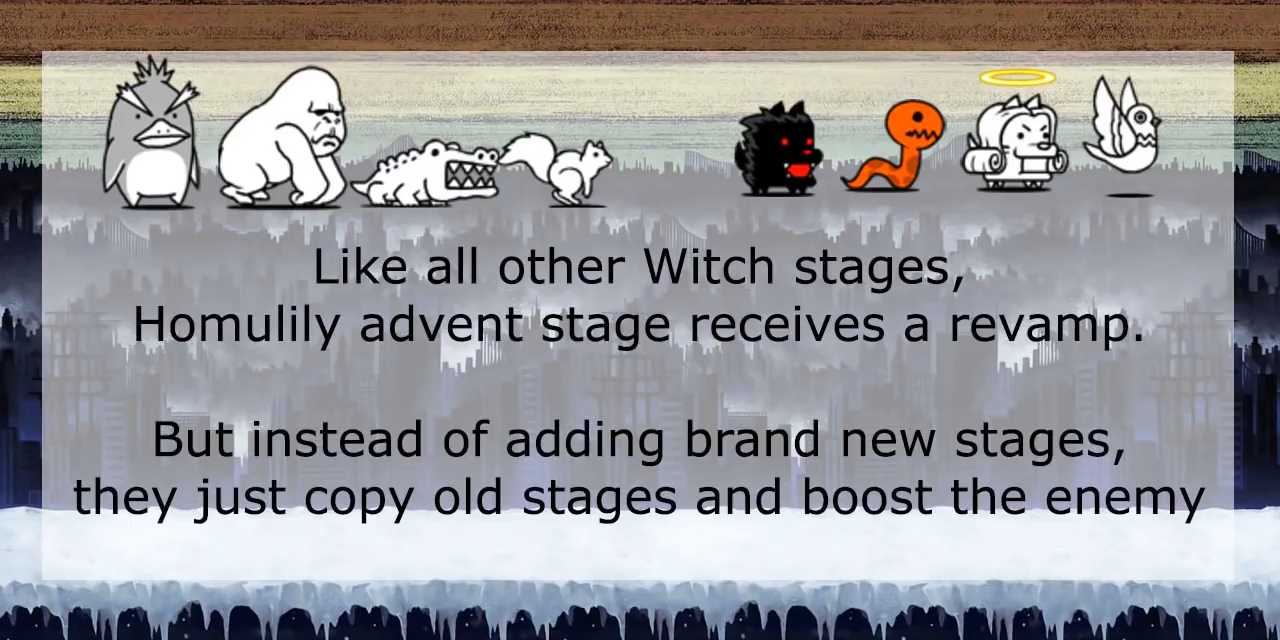 Like all other Witch stages,
Homulily advent stage receives a revamp.
But instead of adding brand new stages,
they just copy old stages and boost the enemy